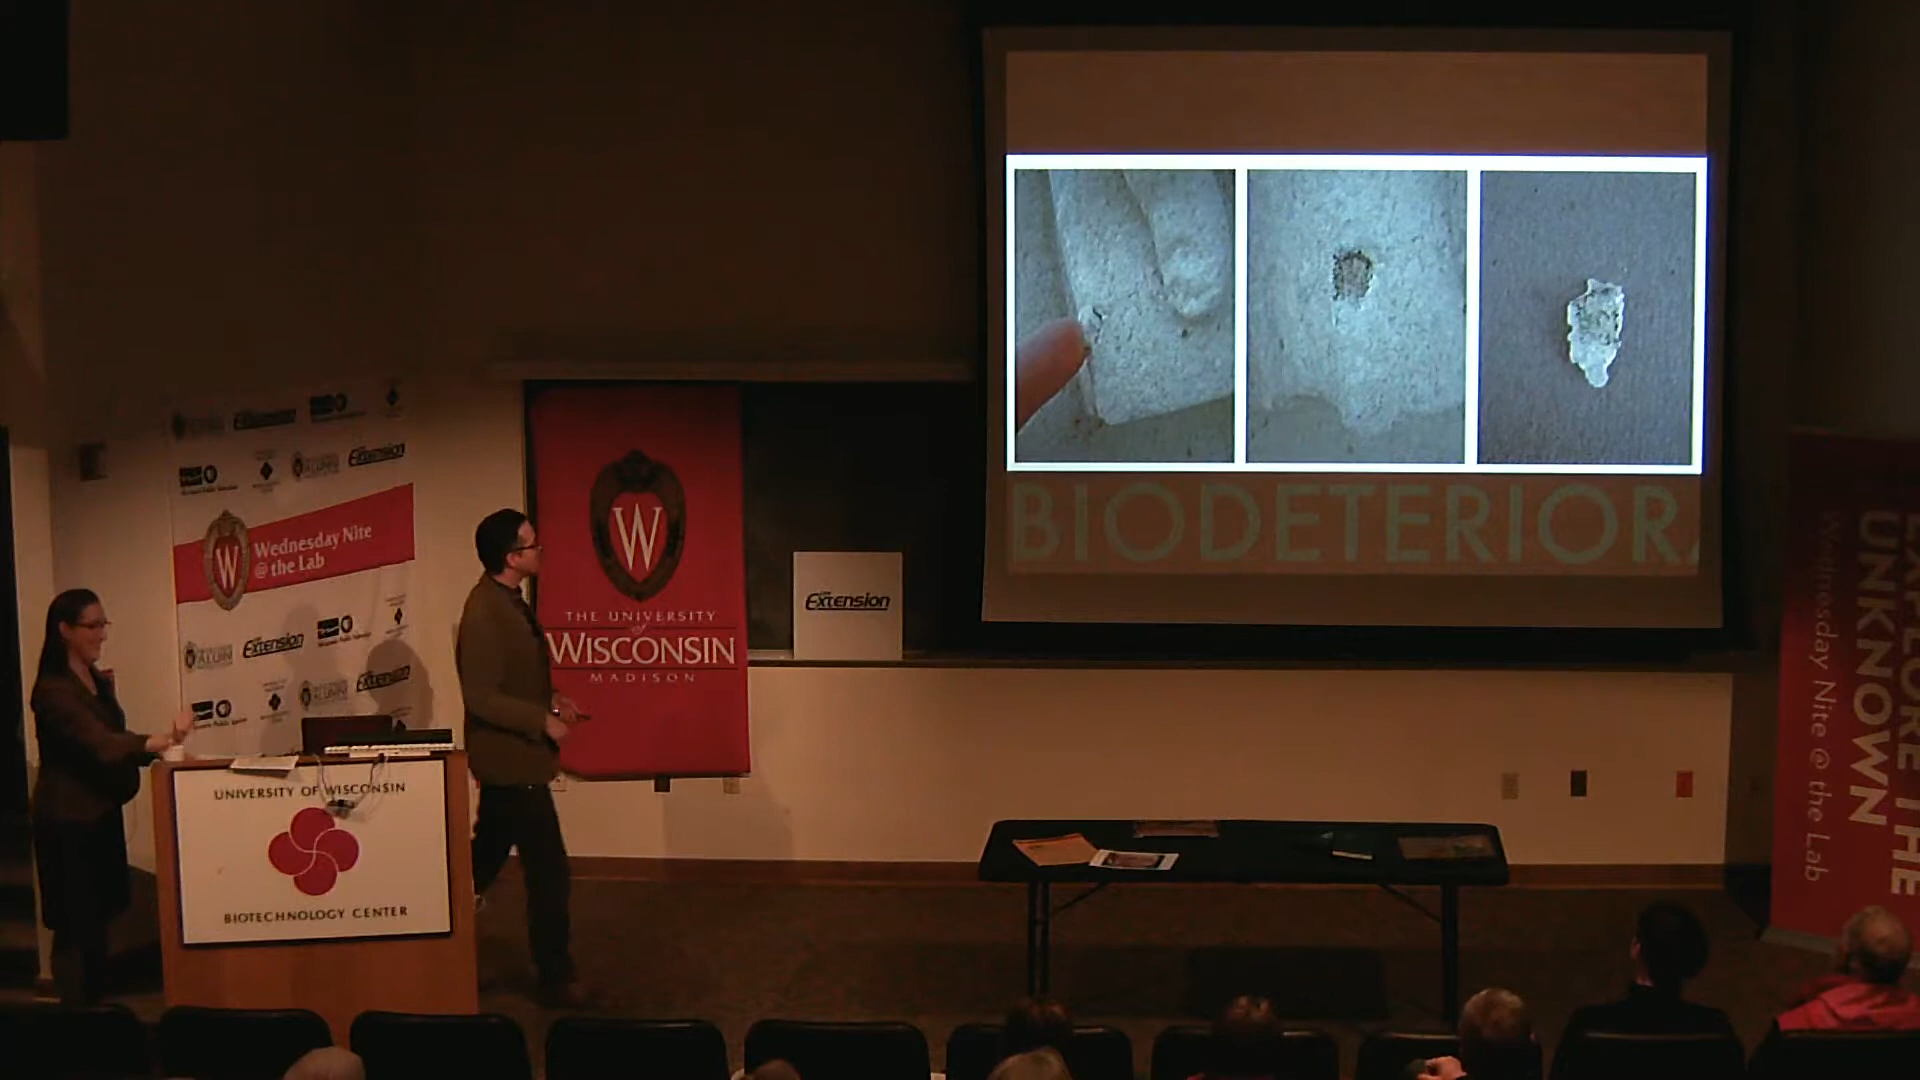 BIODETERIORA
Extension
Extension
Wednesday Nite
@ the Lab
Extension
Extension
W
W
THE UNIVERSITY
of
WISCONSIN
MADISON
Extension
UNIVERSITY OF WISCONSIN
BIOTECHNOLOGY CENTER
EXPLORE THE
UNKNOWN
Wednesday Nite @ the Lab